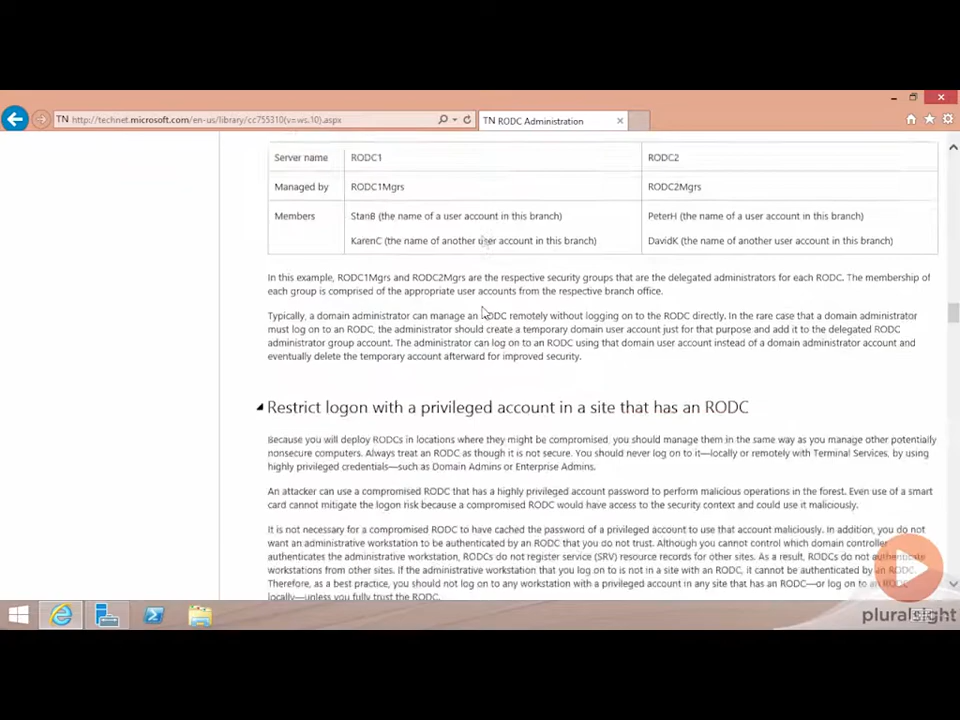 TN http://technet.microsoft.com/en-us/library/cc755310(v=ws.10).aspx
TN RODC Administration
Server name RODC1 RODC2
Managed by RODC1Mgrs RODC2Mgrs
Members StanB (the name of a user account in this branch) PeterH (the name of a user account in this branch)
KarenC (the name of another user account in this branch) DavidK (the name of another user account in this branch)
In this example, RODC1Mgrs and RODC2Mgrs are the respective security groups that are the delegated administrators for each RODC. The membership of
each group is comprised of the appropriate user accounts from the respective branch office.
Typically, a domain administrator can manage an RODC remotely without logging on to the RODC directly. In the rare case that a domain administrator
must log on to an RODC, the administrator should create a temporary domain user account just for that purpose and add it to the delegated RODC
administrator group account. The administrator can log on to an RODC using that domain user account instead of a domain administrator account and
eventually delete the temporary account afterward for improved security.
Restrict logon with a privileged account in a site that has an RODC
Because you will deploy RODCs in locations where they might be compromised, you should manage them in the same way as you manage other potentially
nonsecure computers. Always treat an RODC as though it is not secure. You should never log on to it—locally or remotely with Terminal Services, by using
highly privileged credentials—such as Domain Admins or Enterprise Admins.
An attacker can use a compromised RODC that has a highly privileged account password to perform malicious operations in the forest. Even use of a smart
card cannot mitigate the logon risk because a compromised RODC would have access to the security context and could use it maliciously.
It is not necessary for a compromised RODC to have cached the password of a privileged account to use that account maliciously. In addition, you do not
want an administrative workstation to be authenticated by an RODC that you do not trust. Although you cannot control which domain controller
authenticates the administrative workstation, RODCs do not register service (SRV) resource records for other sites. As a result, RODCs do not authenticate
workstations from other sites. If the administrative workstation that you log on to is not in a site with an RODC, it cannot be authenticated by an RODC.
Therefore, as a best practice, you should not log on to any workstation with a privileged account in any site that has an RODC—or log on to an RODC
locally—unless you fully trust the RODC.
pluralsight